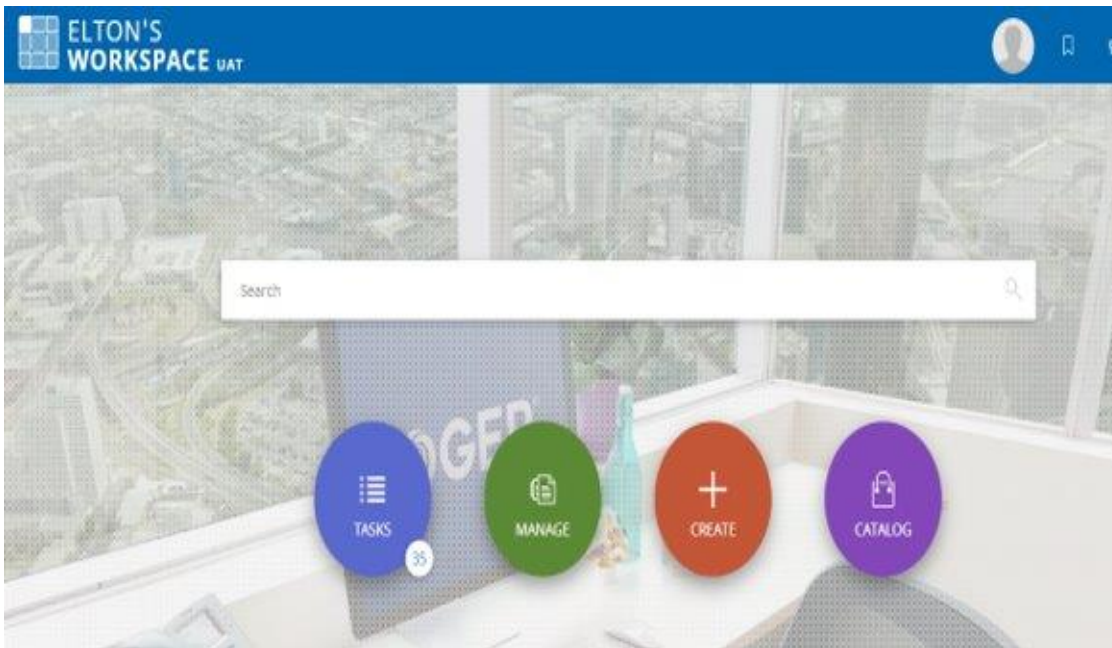 ELTON'S
WORKSPACE UAT
Search
TASKS
35
MANAGE
CREATE
CATALOG